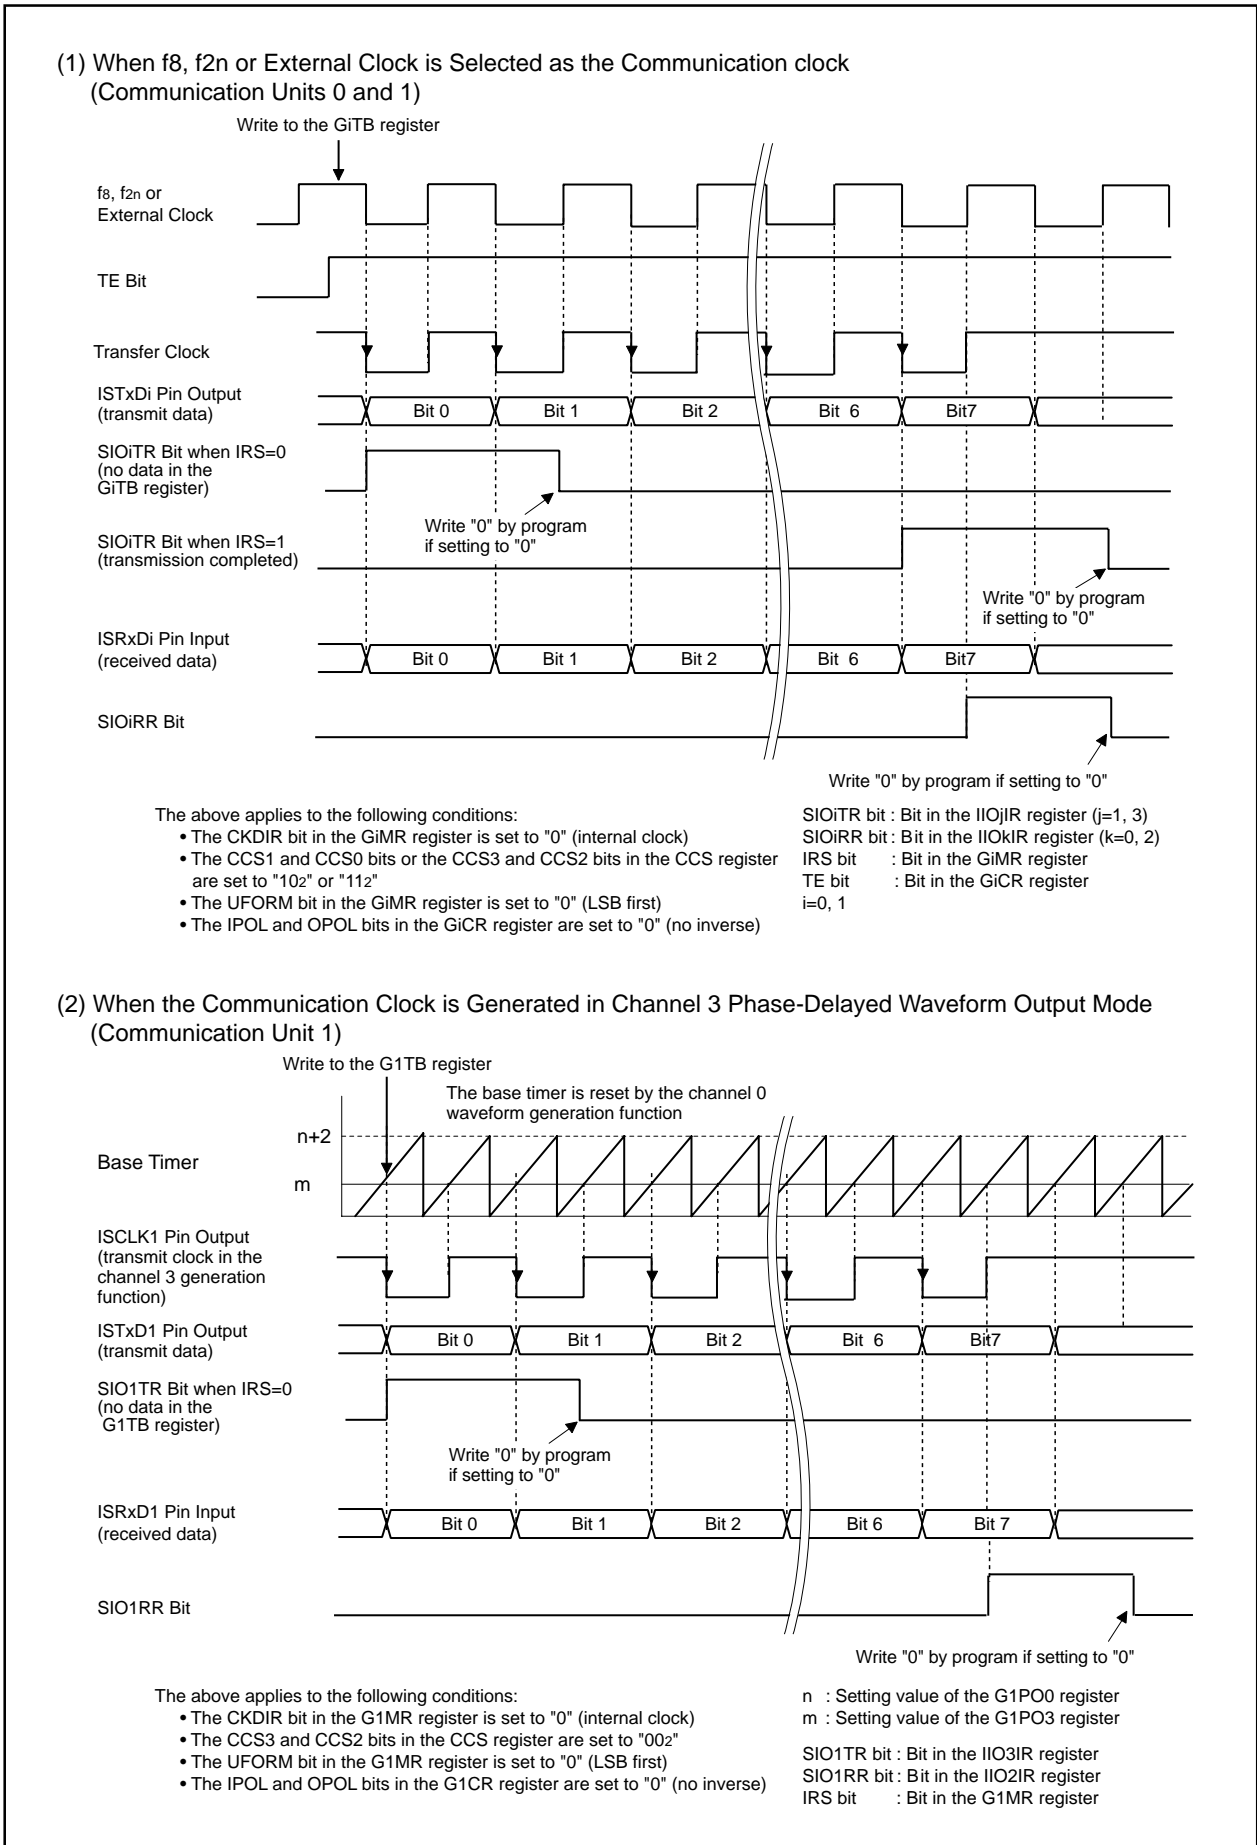 (1) When f8, f2n or External Clock is Selected as the Communication clock
(Communication Units 0 and 1)
Write to the GiTB register
f8, f2n or
External Clock
TE Bit
Transfer Clock
ISTxDi Pin Output
(transmit data)
Bit 0
Bit 1
Bit 2
Bit 6
Bit7
SIOiTR Bit when IRS=0
(no data in the
GiTB register)
Write "0" by program
if setting to "0"
SIOiTR Bit when IRS=1
(transmission completed)
Write "0" by program
if setting to "0"
ISRxDi Pin Input
(received data)
Bit 0
Bit 1
Bit 2
Bit 6
Bit7
SIOiRR Bit
Write "0" by program if setting to "0"
The above applies to the following conditions:
• The CKDIR bit in the GiMR register is set to "0" (internal clock)
• The CCS1 and CCS0 bits or the CCS3 and CCS2 bits in the CCS register
are set to "102" or "112"
• The UFORM bit in the GiMR register is set to "0" (LSB first)
• The IPOL and OPOL bits in the GiCR register are set to "0" (no inverse)
SIOiTR bit : Bit in the IIOjIR register (j=1, 3)
SIOiRR bit : Bit in the IIOkIR register (k=0, 2)
IRS bit : Bit in the GiMR register
TE bit : Bit in the GiCR register
i=0, 1
(2) When the Communication Clock is Generated in Channel 3 Phase-Delayed Waveform Output Mode
(Communication Unit 1)
Write to the G1TB register
The base timer is reset by the channel 0
waveform generation function
n+2
Base Timer
m
ISCLK1 Pin Output
(transmit clock in the
channel 3 generation
function)
ISTxD1 Pin Output
(transmit data)
Bit 0
Bit 1
Bit 2
Bit 6
Bit7
SIO1TR Bit when IRS=0
(no data in the
G1TB register)
Write "0" by program
if setting to "0"
ISRxD1 Pin Input
(received data)
Bit 0
Bit 1
Bit 2
Bit 6
Bit 7
SIO1RR Bit
Write "0" by program if setting to "0"
The above applies to the following conditions:
• The CKDIR bit in the G1MR register is set to "0" (internal clock)
• The CCS3 and CCS2 bits in the CCS register are set to "002"
• The UFORM bit in the G1MR register is set to "0" (LSB first)
• The IPOL and OPOL bits in the G1CR register are set to "0" (no inverse)
n : Setting value of the G1PO0 register
m : Setting value of the G1PO3 register
SIO1TR bit : Bit in the IIO3IR register
SIO1RR bit : Bit in the IIO2IR register
IRS bit : Bit in the G1MR register